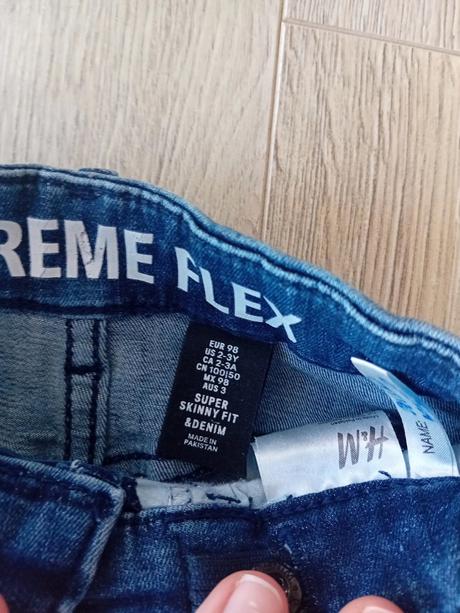 REME FLEX
EUR 98
US 2-3Y
CA 2-3A
CN 100|50
MX 98
AUS 3
SUPER
SKINNY FIT
&DENIM
MADE IN
PAKISTAN
H&M
NAME